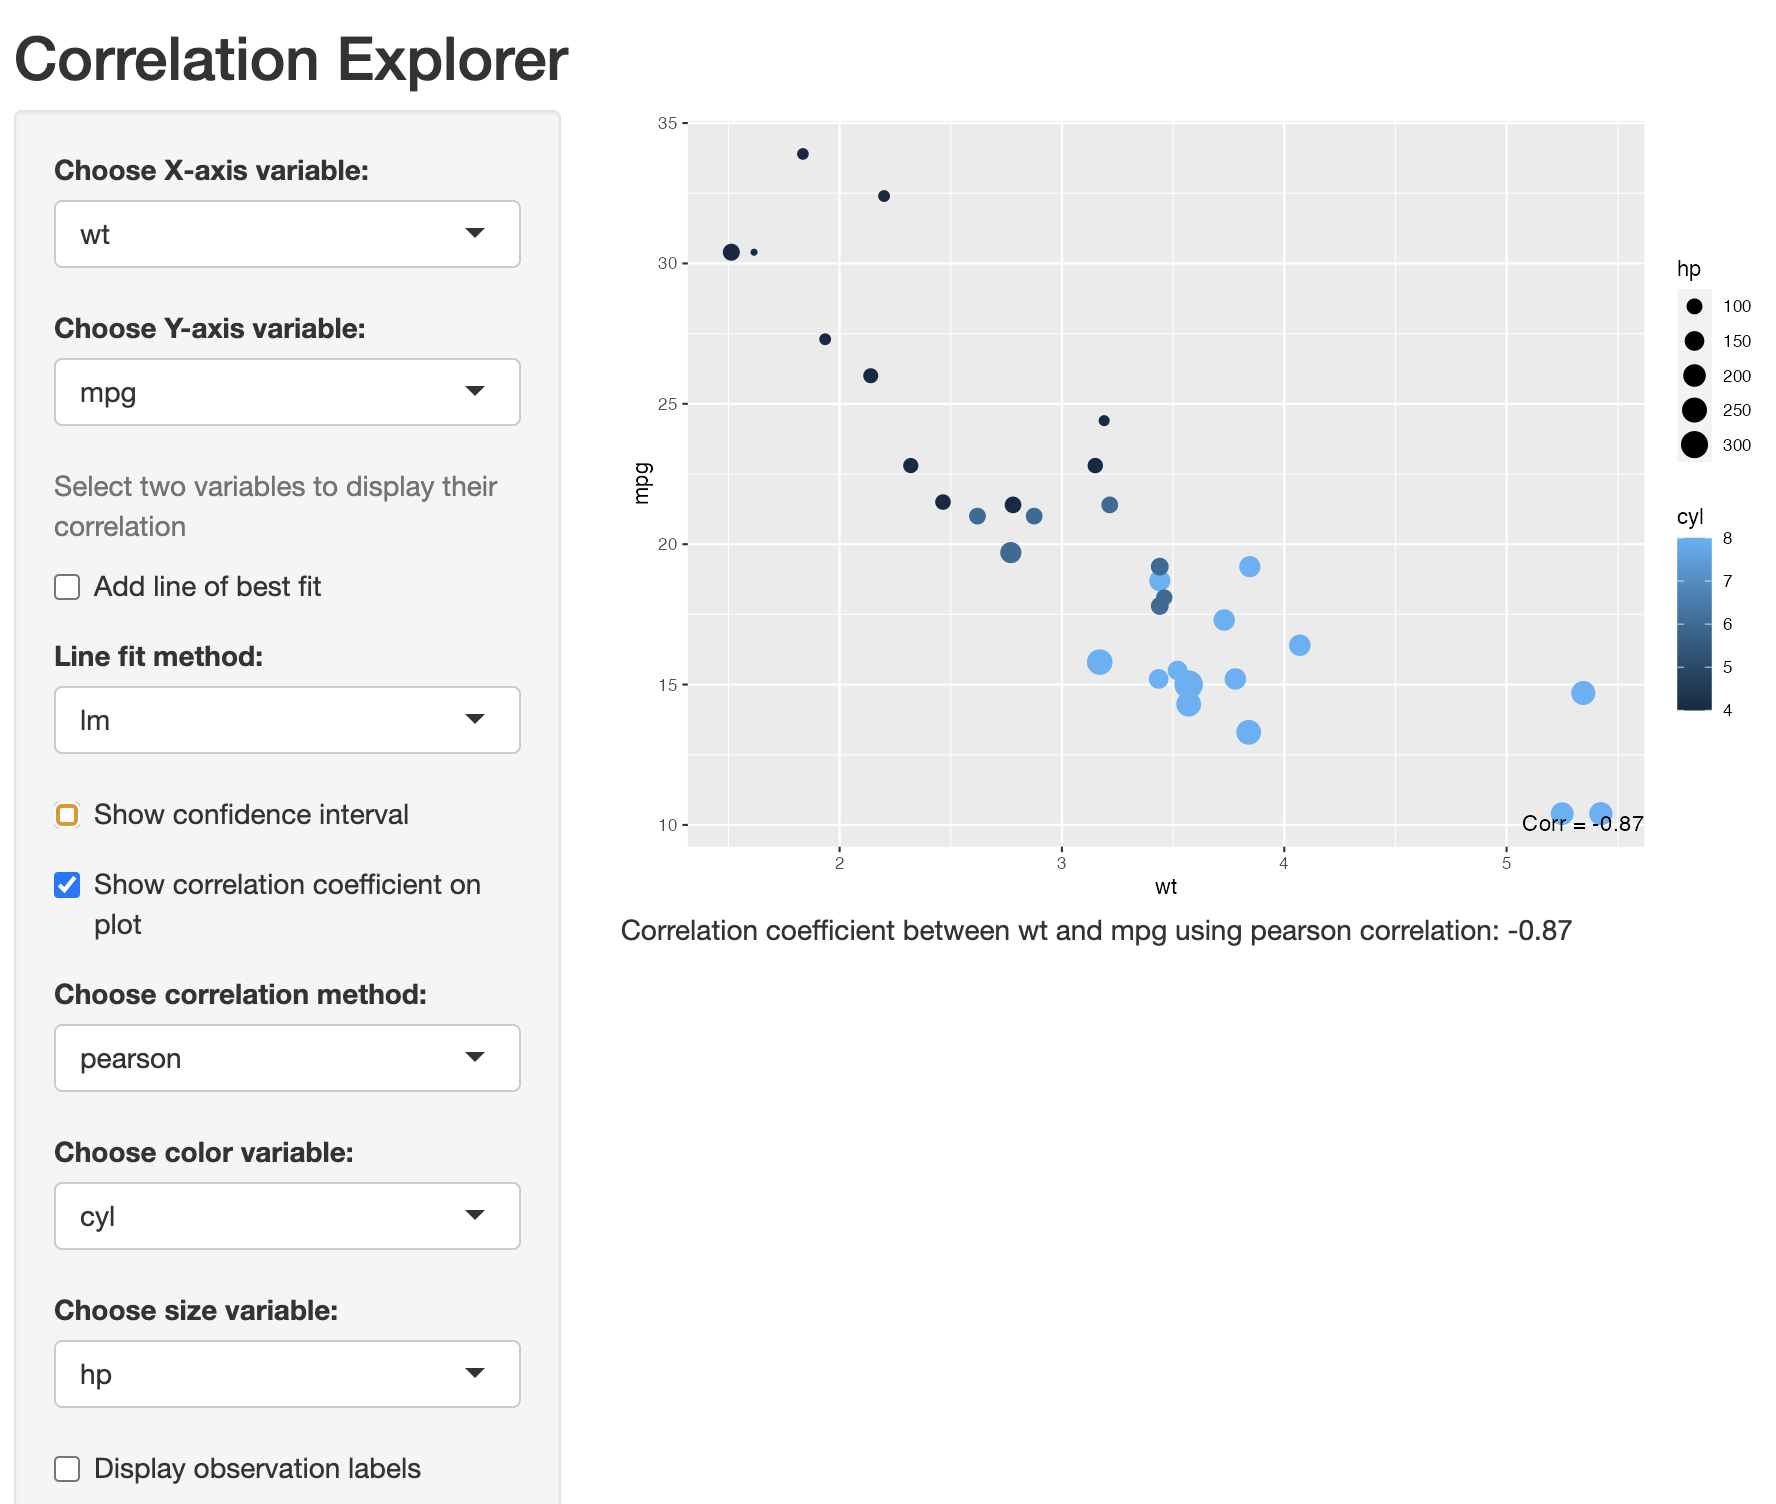 Correlation Explorer
Choose X-axis variable:
wt
Choose Y-axis variable:
mpg
Select two variables to display their
correlation
Add line of best fit
Line fit method:
lm
Show confidence interval
Show correlation coefficient on
plot
Choose correlation method:
pearson
Choose color variable:
cyl
Choose size variable:
hp
Display observation labels
35
30
25
20
15
10
mpg
2 3 4 5
wt
Corr = -0.87
hp
100
150
200
250
300
cyl
8
7
6
5
4
Correlation coefficient between wt and mpg using pearson correlation: -0.87